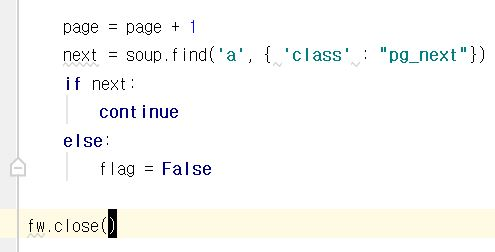 page = page + 1
next = soup.find('a', { 'class' : "pg_next"})
if next:
continue
else:
flag = False
fw.close()